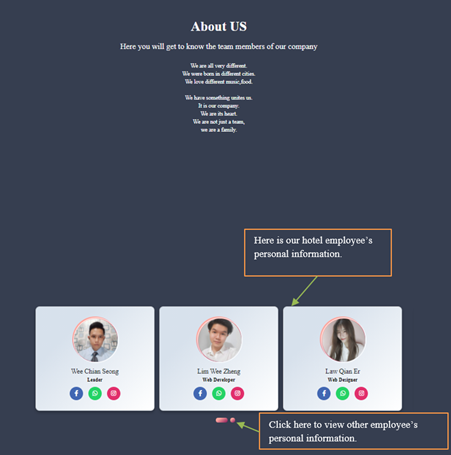 About US
Here you will get to know the team members of our company
We are all very different.
We were born in different cities.
We love different music,food.
We have something unites us.
It is our company.
We are its heart.
We are not just a team,
we are a family.
Here is our hotel employee's
personal information.
Wee Chian Seong
Leader
Lim Wee Zheng
Web Developer
Law Qian Er
Web Designer
Click here to view other employee's
personal information.